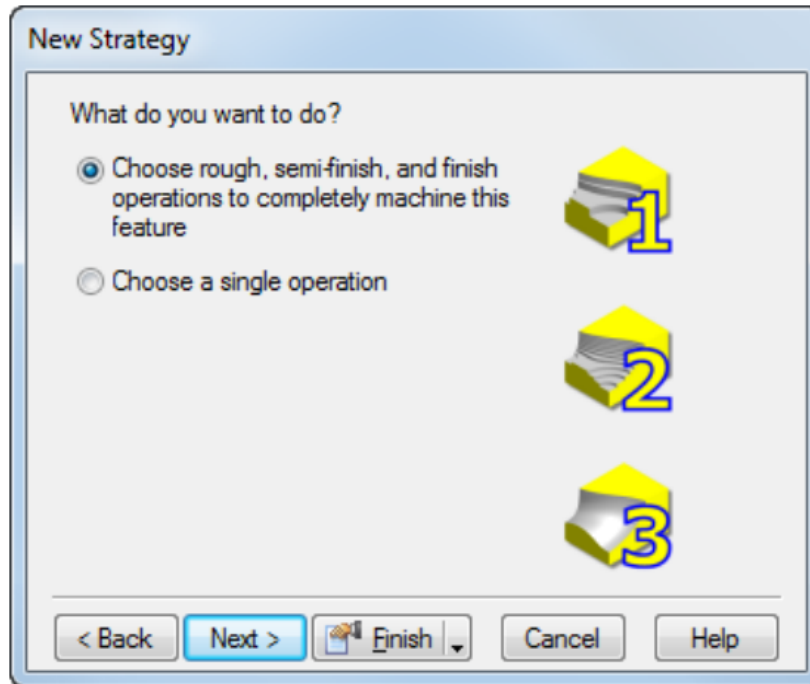 New Strategy
What do you want to do?
Choose rough, semi-finish, and finish
operations to completely machine this
feature
Choose a single operation
1
2
3
< Back Next > Finish Cancel Help